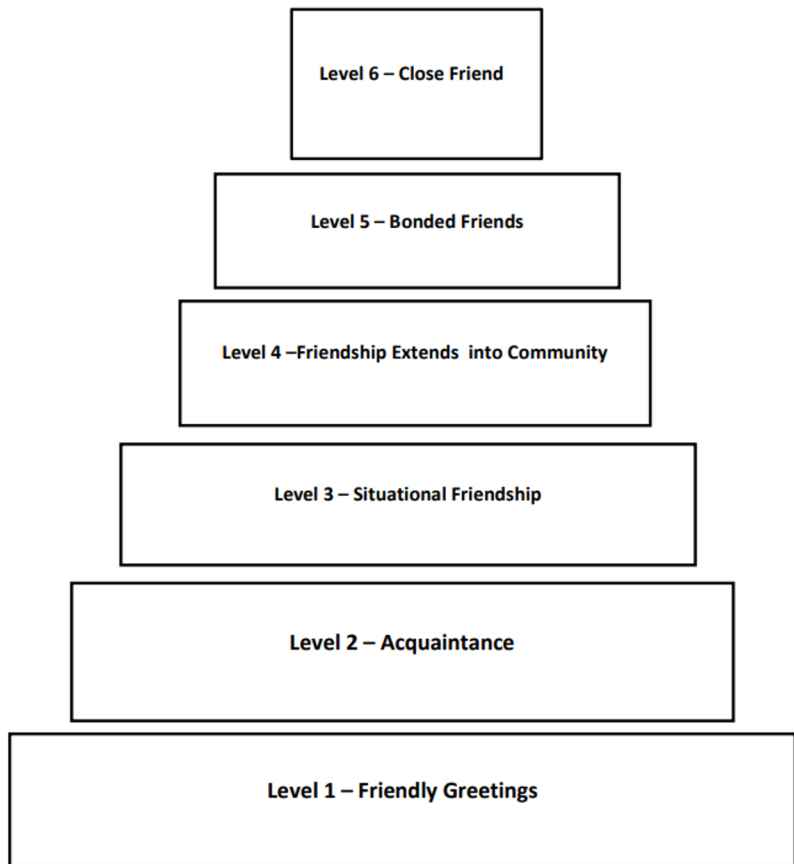 Level 6 – Close Friend
Level 5 – Bonded Friends
Level 4 –Friendship Extends  into Community
Level 3 – Situational Friendship
Level 2 – Acquaintance
Level 1 – Friendly Greetings